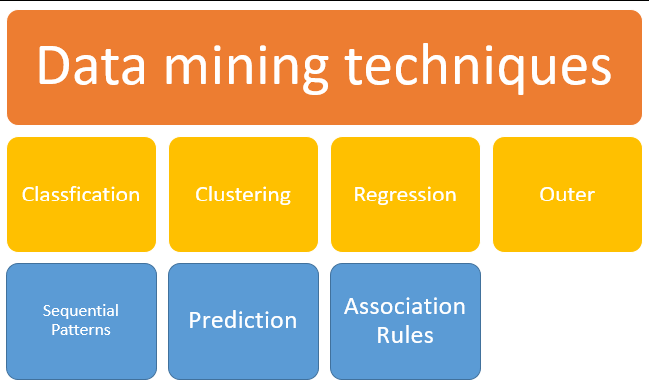 Data mining techniques
Classfication
Clustering
Regression
Outer
Sequential
Patterns
Prediction
Association
Rules